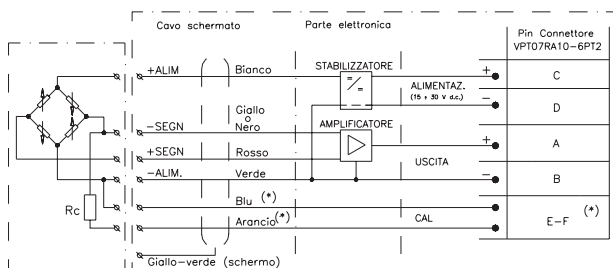 Cavo schermato
Parte elettronica
Pin Connettore
VPT07RA10-6PT2
+ALIM
Bianco
STABILIZZATORE
=/=
ALIMENTAZ.
(15 ÷ 30 V d.c.)
+
C
−
D
Giallo
o
Nero
−SEGN
AMPLIFICATORE
+
A
+SEGN
Rosso
USCITA
−ALIM.
Verde
−
B
Blu (*)
Rc
Arancio(*)
CAL
E-F (*)
Giallo-verde (schermo)